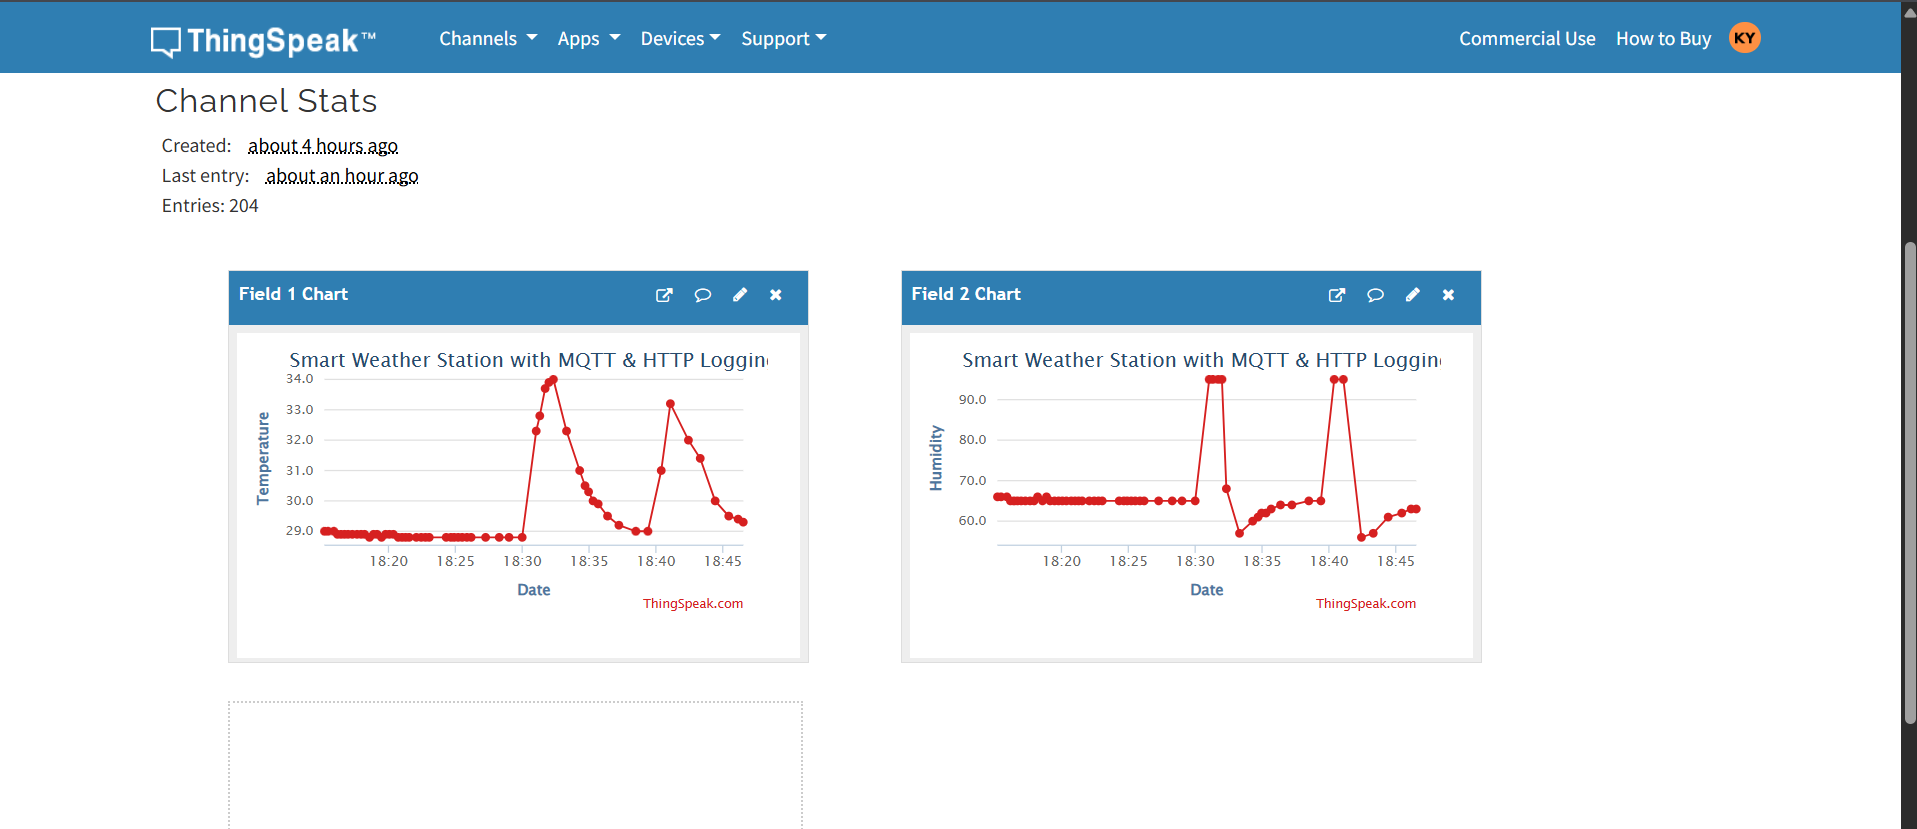 ThingSpeak™ Channels Apps Devices Support Commercial Use How to Buy KY
Channel Stats
Created: about 4 hours ago
Last entry: about an hour ago
Entries: 204
Field 1 Chart
Smart Weather Station with MQTT & HTTP Loggin
Temperature
34.0
33.0
32.0
31.0
30.0
29.0
18:20 18:25 18:30 18:35 18:40 18:45
Date
ThingSpeak.com
Field 2 Chart
Smart Weather Station with MQTT & HTTP Loggin
Humidity
90.0
80.0
70.0
60.0
18:20 18:25 18:30 18:35 18:40 18:45
Date
ThingSpeak.com